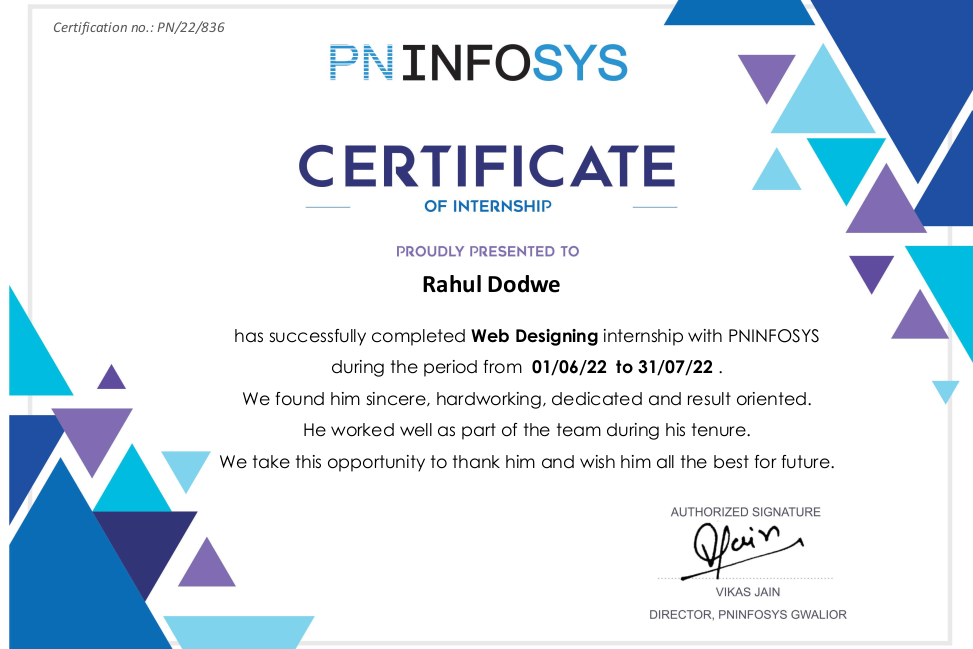 Certification no.: PN/22/836
PNINFOSYS
CERTIFICATE
OF INTERNSHIP
PROUDLY PRESENTED TO
Rahul Dodwe
has successfully completed Web Designing internship with PNINFOSYS
during the period from 01/06/22 to 31/07/22 .
We found him sincere, hardworking, dedicated and result oriented.
He worked well as part of the team during his tenure.
We take this opportunity to thank him and wish him all the best for future.
AUTHORIZED SIGNATURE
VIKAS JAIN
DIRECTOR, PNINFOSYS GWALIOR